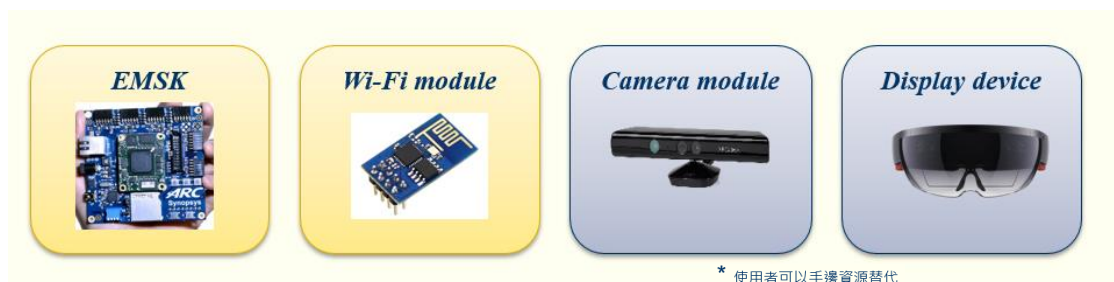 EMSK
Wi-Fi module
Camera module
Display device
ARC
Synopsys
* 使用者可以手邊資源替代